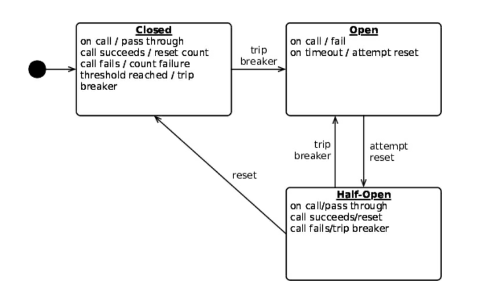 Closed
on call / pass through
call succeeds / reset count
call fails / count failure
threshold reached / trip
breaker
trip
breaker
Open
on call / fail
on timeout / attempt reset
trip
breaker
attempt
reset
reset
Half-Open
on call/pass through
call succeeds/reset
call fails/trip breaker